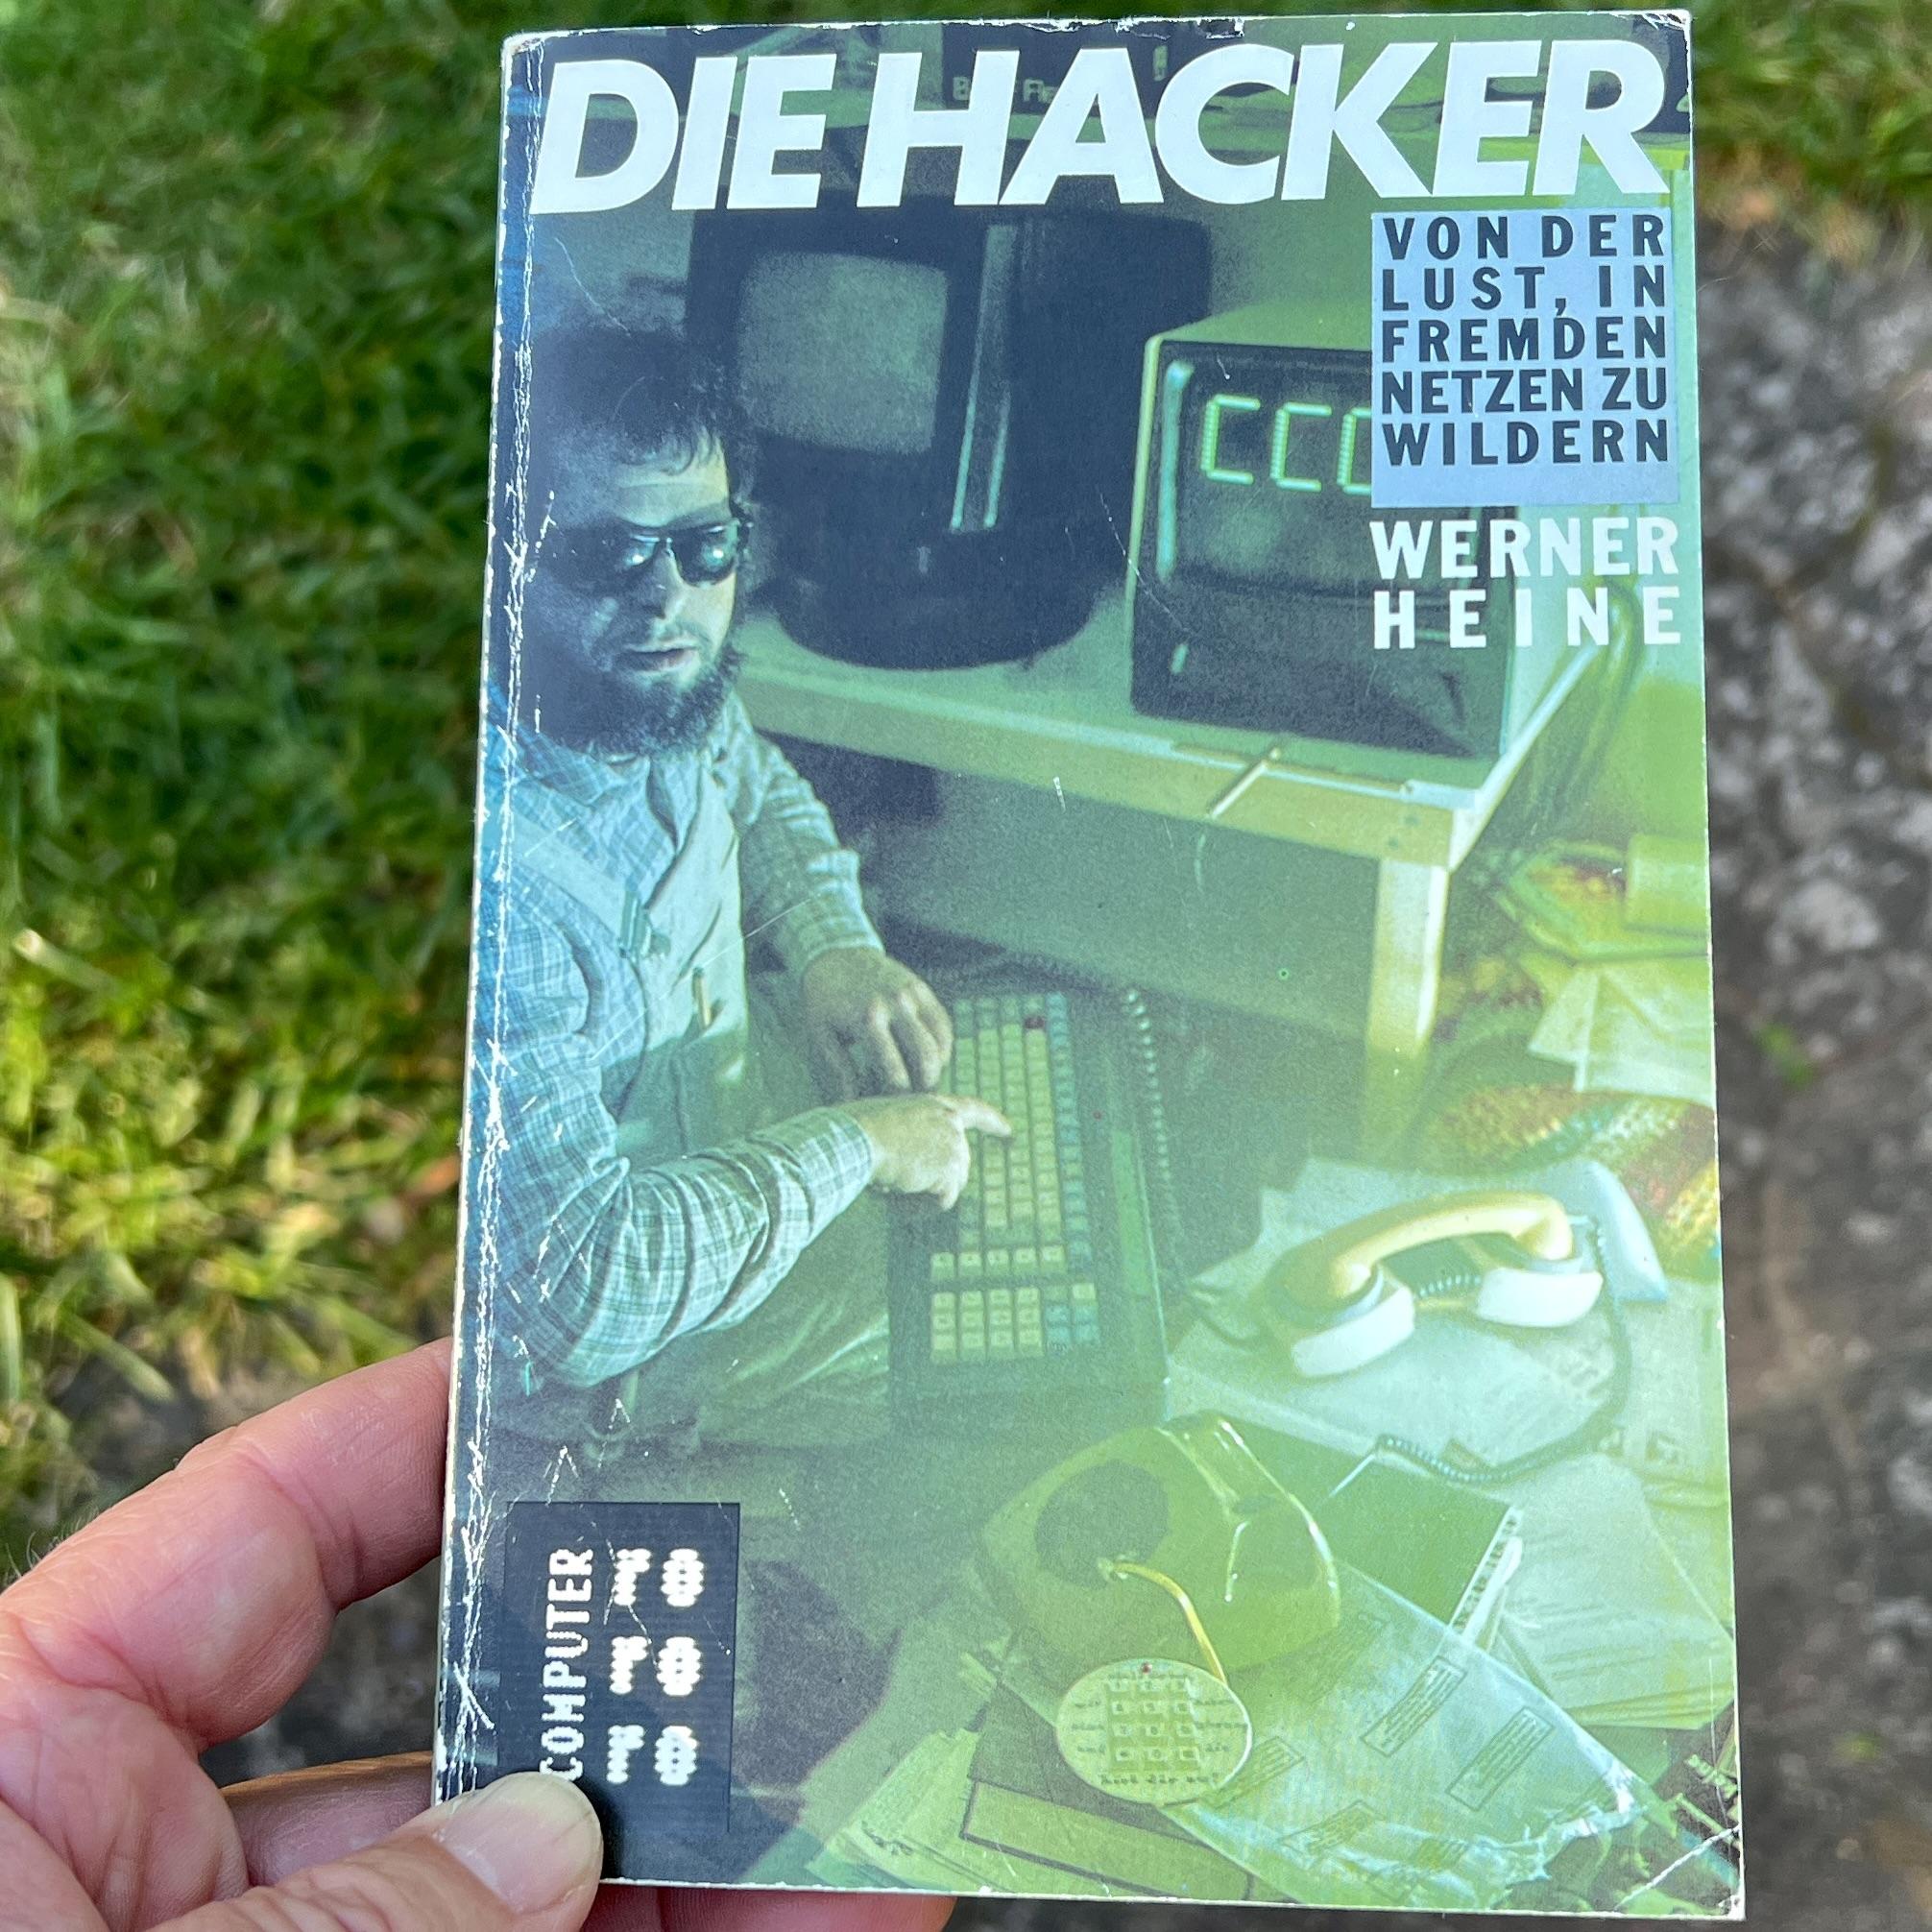 DIE HACKER
VON DER
LUST, IN
FREMDEN
NETZEN ZU
WILDERN
WERNER
HEINE
CCC
COMPUTER
ro
ro
ro